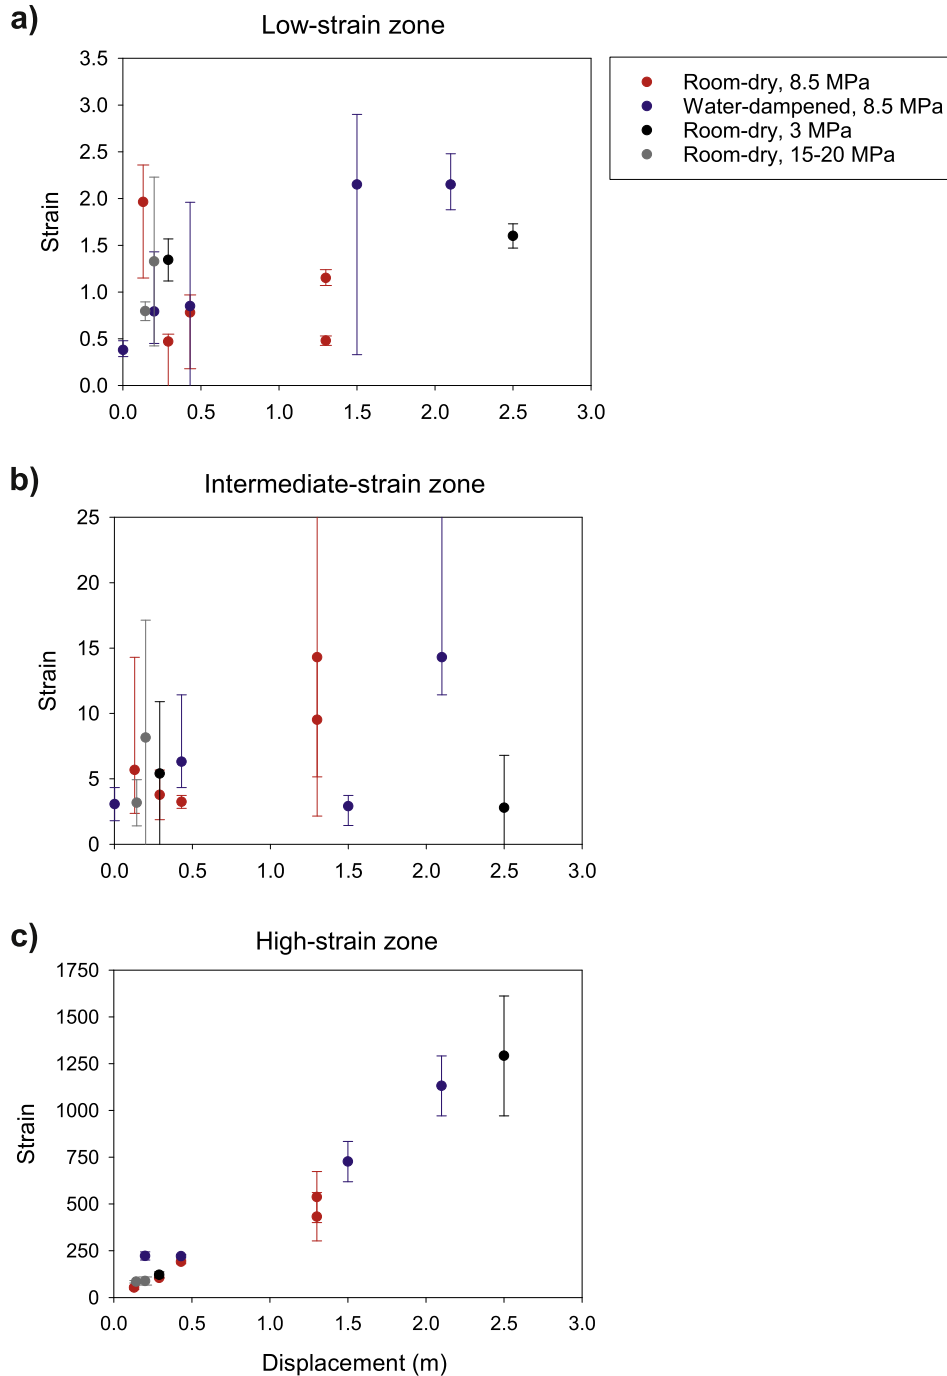 a)
Low-strain zone
Room-dry, 8.5 MPa
Water-dampened, 8.5 MPa
Room-dry, 3 MPa
Room-dry, 15-20 MPa
Strain
3.5
3.0
2.5
2.0
1.5
1.0
0.5
0.0
0.0 0.5 1.0 1.5 2.0 2.5 3.0
b)
Intermediate-strain zone
Strain
25
20
15
10
5
0
0.0 0.5 1.0 1.5 2.0 2.5 3.0
c)
High-strain zone
Strain
1750
1500
1250
1000
750
500
250
0
0.0 0.5 1.0 1.5 2.0 2.5 3.0
Displacement (m)